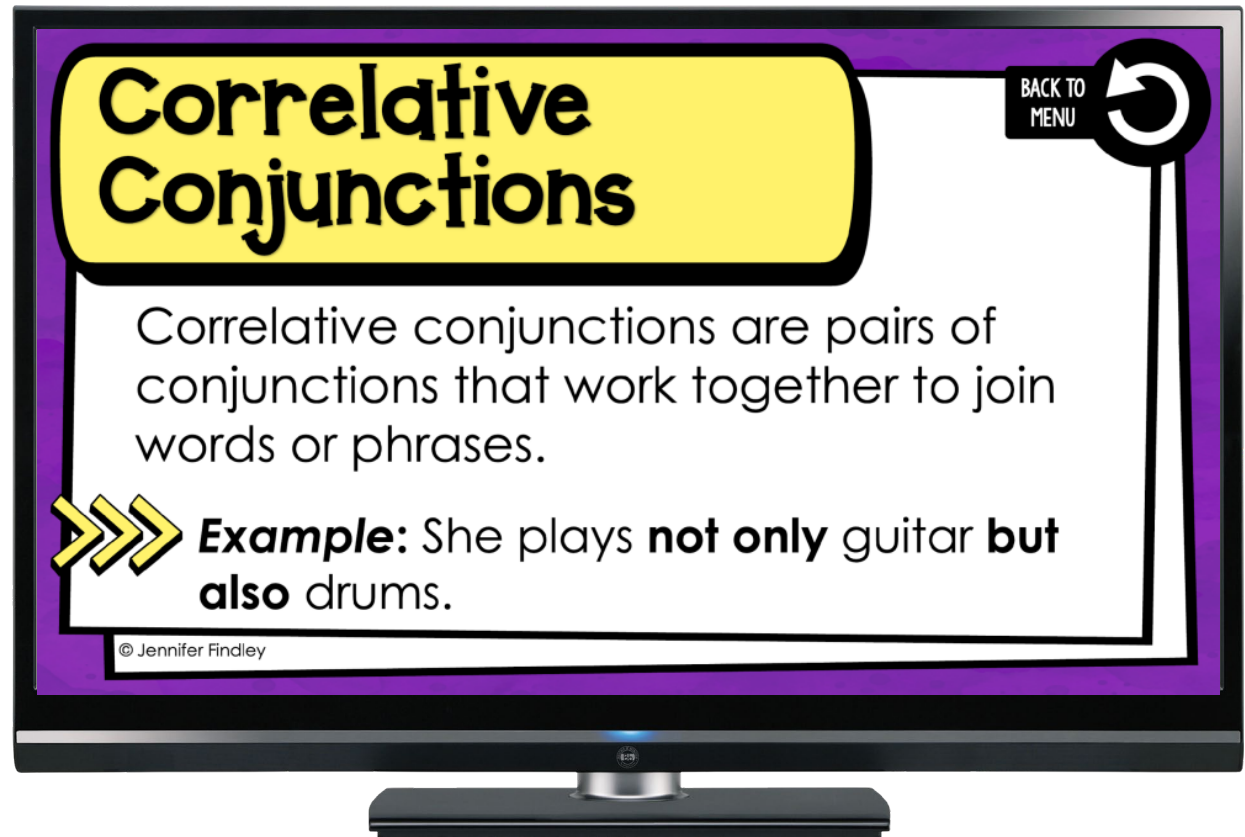 Correlative
Conjunctions
BACK TO
MENU
Correlative conjunctions are pairs of
conjunctions that work together to join
words or phrases.
Example: She plays not only guitar but
also drums.
© Jennifer Findley